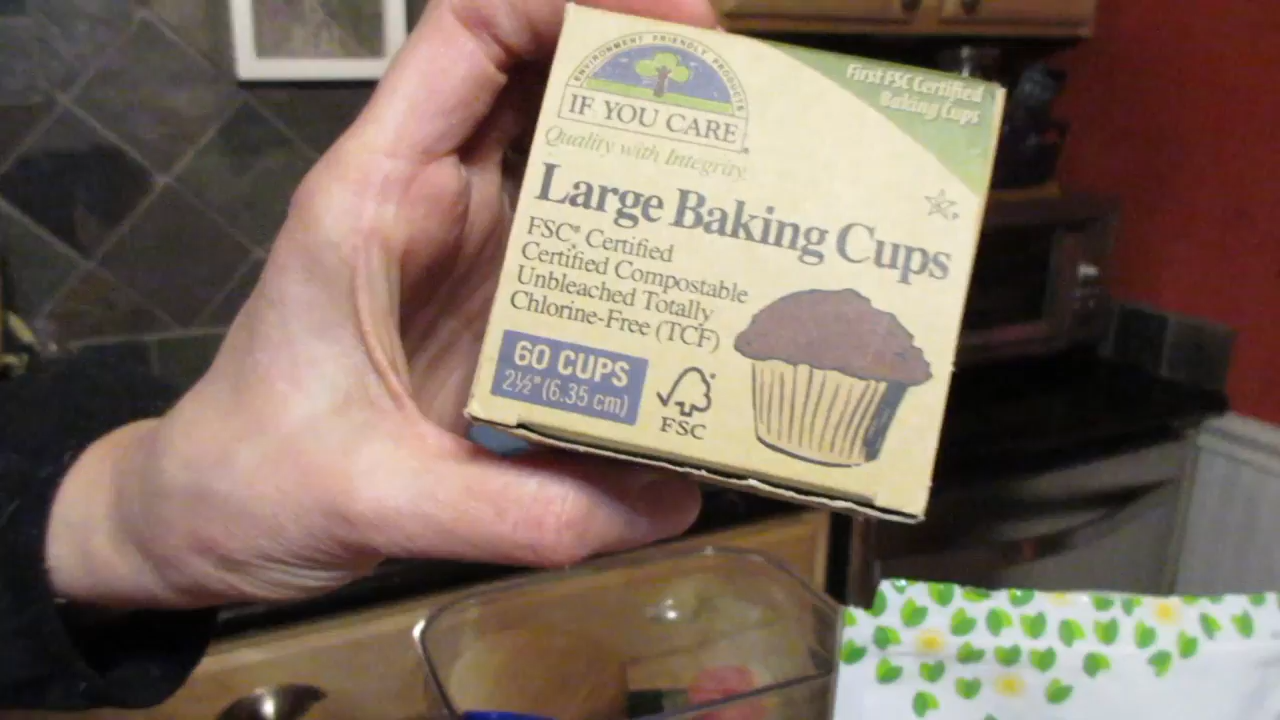 ENVIRONMENT FRIENDLY PRODUCTS
IF YOU CARE
Quality with Integrity
First FSC Certified
Baking Cups
Large Baking Cups
FSC® Certified
Certified Compostable
Unbleached Totally
Chlorine-Free (TCF)
60 CUPS
2½" (6.35 cm)
FSC